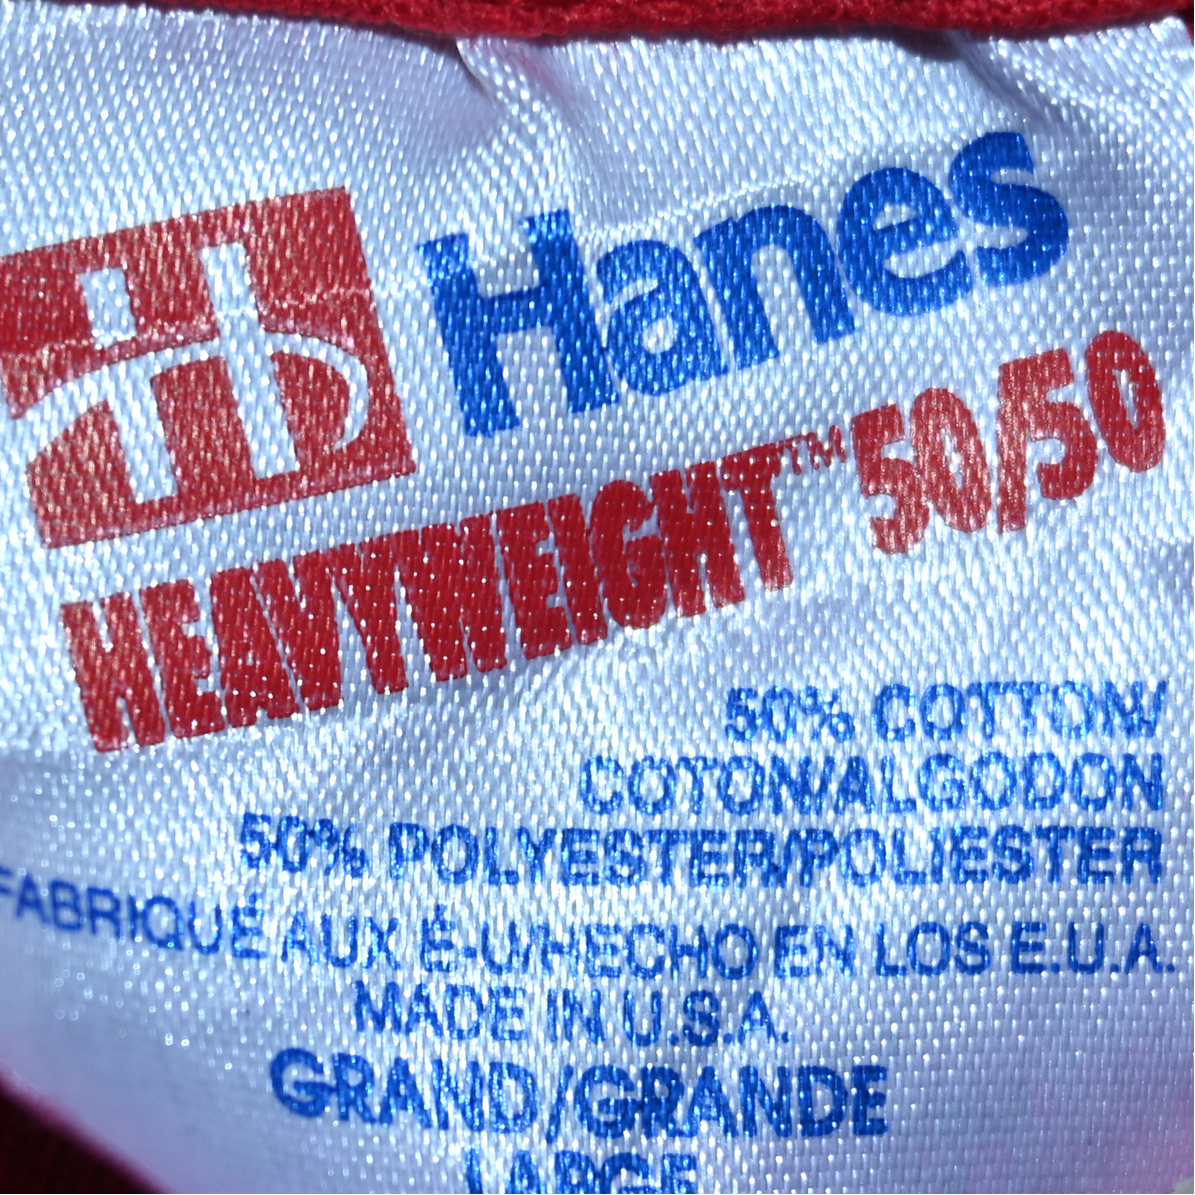 Hanes
HEAVYWEIGHT™ 50/50
50% COTTON/
COTON/ALGODON
50% POLYESTER/POLIESTER
FABRIQUÉ AUX É-U/HECHO EN LOS E.U.A.
MADE IN U.S.A.
GRAND/GRANDE
LARGE